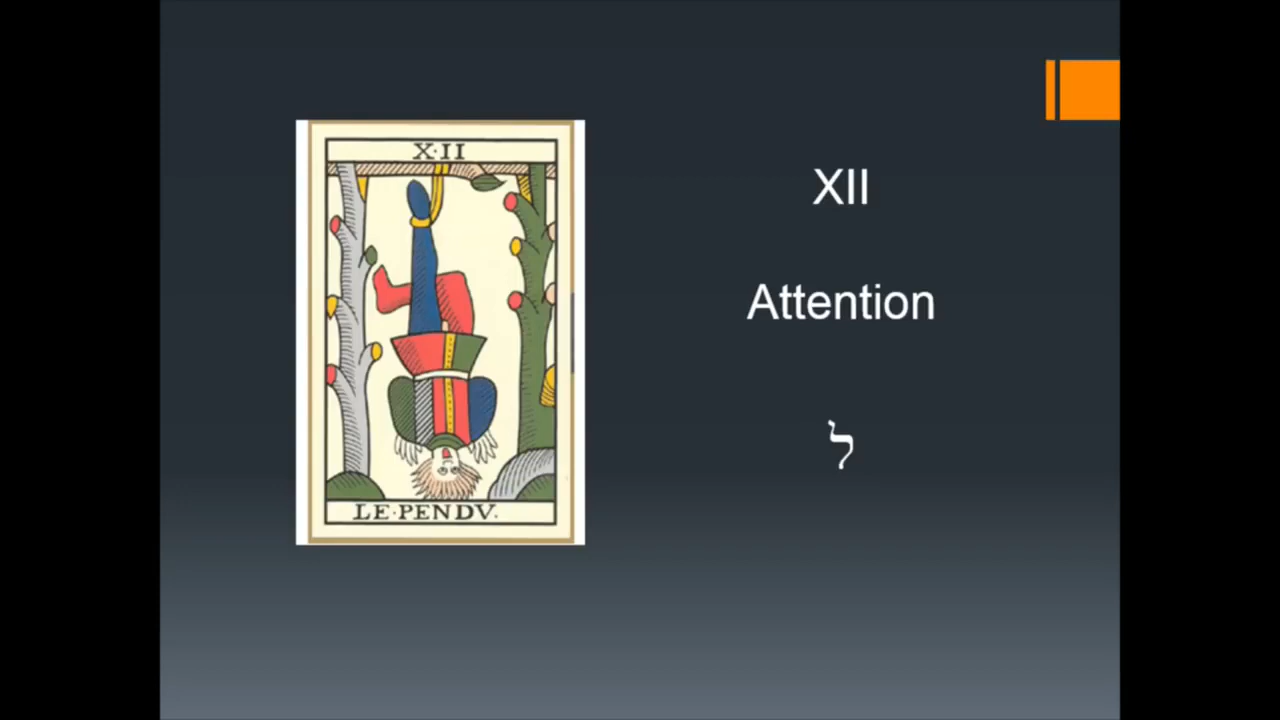 X·II
LE·PENDV.
XII
Attention
ל